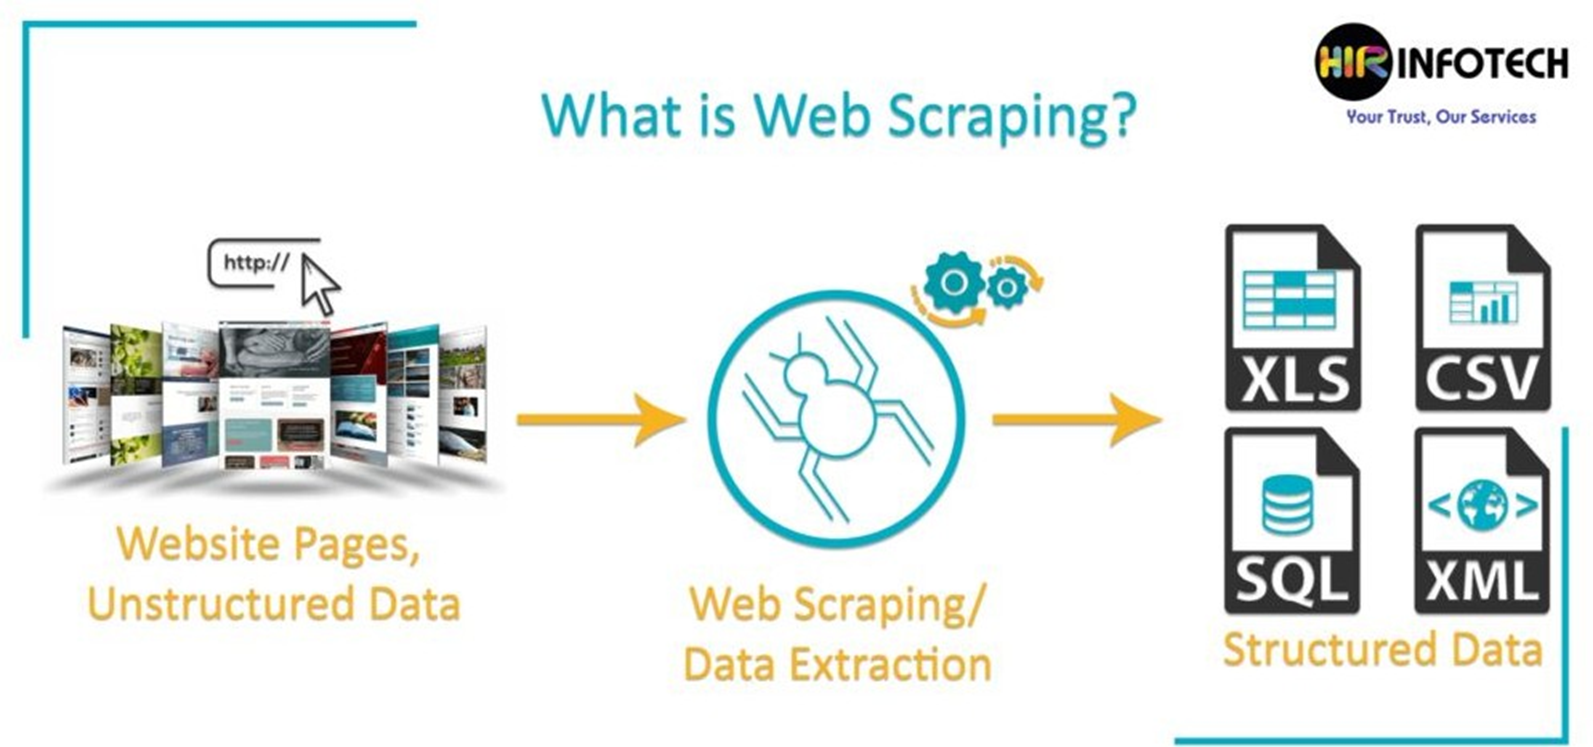 HIR INFOTECH
Your Trust, Our Services
What is Web Scraping?
http://
Website Pages,
Unstructured Data
Web Scraping/
Data Extraction
XLS
CSV
SQL
< >
XML
Structured Data